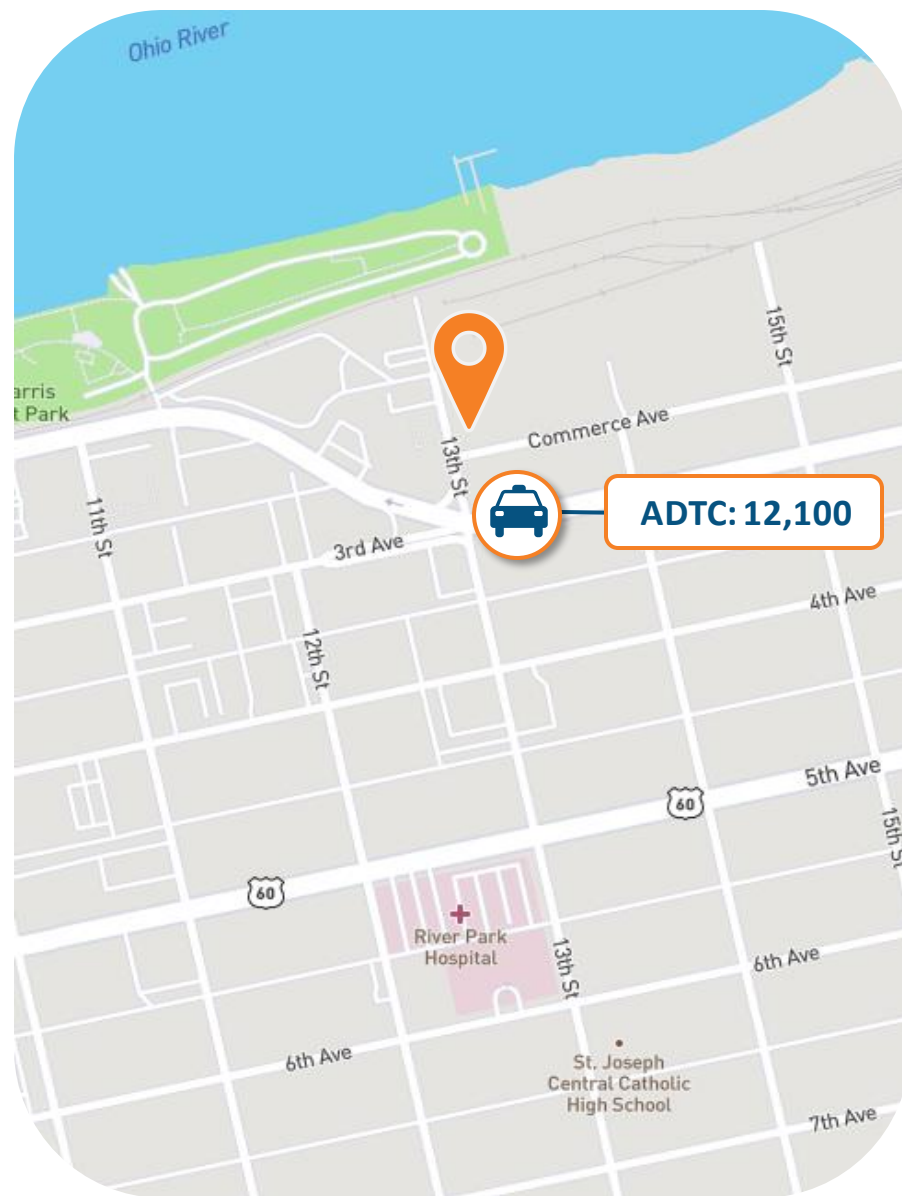 Ohio River
15th St
arris
t Park
Commerce Ave
13th St
11th St
ADTC: 12,100
3rd Ave
4th Ave
12th St
5th Ave
60
15th St
60
River Park
Hospital
13th St
6th Ave
6th Ave
St. Joseph
Central Catholic
High School
7th Ave